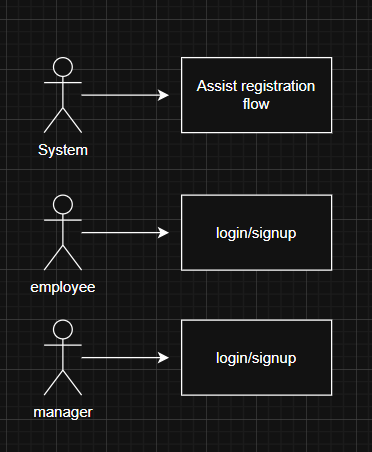 Assist registration
flow
System
login/signup
employee
login/signup
manager